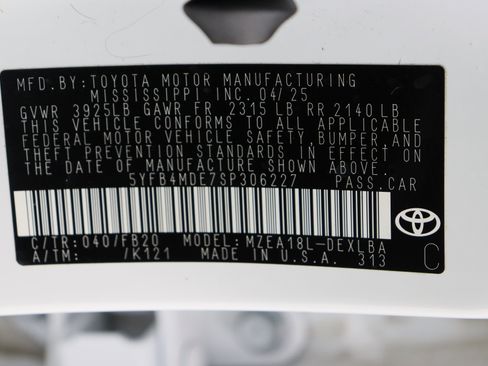 MFD.BY:TOYOTA MOTOR MANUFACTURING
MISSISSIPPI INC.04/25
GVWR 3925LB GAWR FR 2315 LB RR 2140 LB
THIS VEHICLE CONFORMS TO ALL APPLICABLE
FEDERAL MOTOR VEHICLE SAFETY,BUMPER,AND
THEFT PREVENTION STANDARDS IN EFFECT ON
THE DATE OF MANUFACTURE SHOWN ABOVE.
5YFB4MDE7SP306227 PASS.CAR
C/TR:040/FB20 MODEL:MZEA18L-DEXLBA
A/TM: /K121 MADE IN U.S.A. 313
C